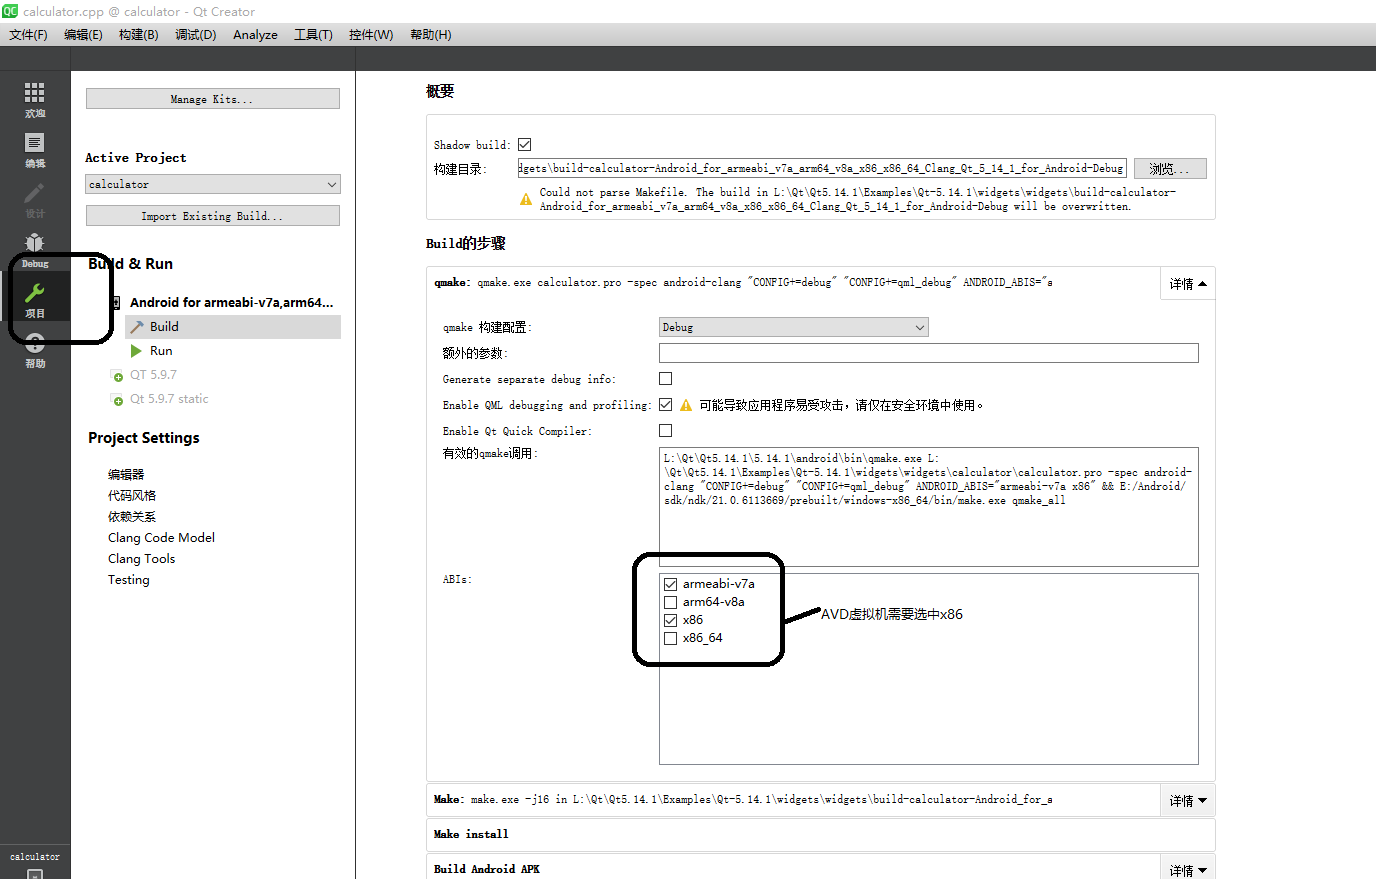 calculator.cpp @ calculator - Qt Creator
文件(F) 编辑(E) 构建(B) 调试(D) Analyze 工具(T) 控件(W) 帮助(H)
欢迎
编辑
设计
Debug
项目
帮助
calculator
Manage Kits...
Active Project
calculator
Import Existing Build...
Build & Run
Android for armeabi-v7a,arm64...
Build
Run
QT 5.9.7
Qt 5.9.7 static
Project Settings
编辑器
代码风格
依赖关系
Clang Code Model
Clang Tools
Testing
概要
Shadow build:
构建目录: dgets\build-calculator-Android_for_armeabi_v7a_arm64_v8a_x86_x86_64_Clang_Qt_5_14_1_for_Android-Debug 浏览...
Could not parse Makefile. The build in L:\Qt\Qt5.14.1\Examples\Qt-5.14.1\widgets\widgets\build-calculator-
Android_for_armeabi_v7a_arm64_v8a_x86_x86_64_Clang_Qt_5_14_1_for_Android-Debug will be overwritten.
Build的步骤
qmake: qmake.exe calculator.pro -spec android-clang "CONFIG+=debug" "CONFIG+=qml_debug" ANDROID_ABIS="a 详情
qmake 构建配置: Debug
额外的参数:
Generate separate debug info:
Enable QML debugging and profiling: 可能导致应用程序易受攻击，请仅在安全环境中使用。
Enable Qt Quick Compiler:
有效的qmake调用:
L:\Qt\Qt5.14.1\5.14.1\android\bin\qmake.exe L:
\Qt\Qt5.14.1\Examples\Qt-5.14.1\widgets\widgets\calculator\calculator.pro -spec android-
clang "CONFIG+=debug" "CONFIG+=qml_debug" ANDROID_ABIS="armeabi-v7a x86" && E:/Android/
sdk/ndk/21.0.6113669/prebuilt/windows-x86_64/bin/make.exe qmake_all
ABIs:
armeabi-v7a
arm64-v8a
x86
x86_64
AVD虚拟机需要选中x86
Make: make.exe -j16 in L:\Qt\Qt5.14.1\Examples\Qt-5.14.1\widgets\widgets\build-calculator-Android_for_a 详情
Make install
Build Android APK 详情